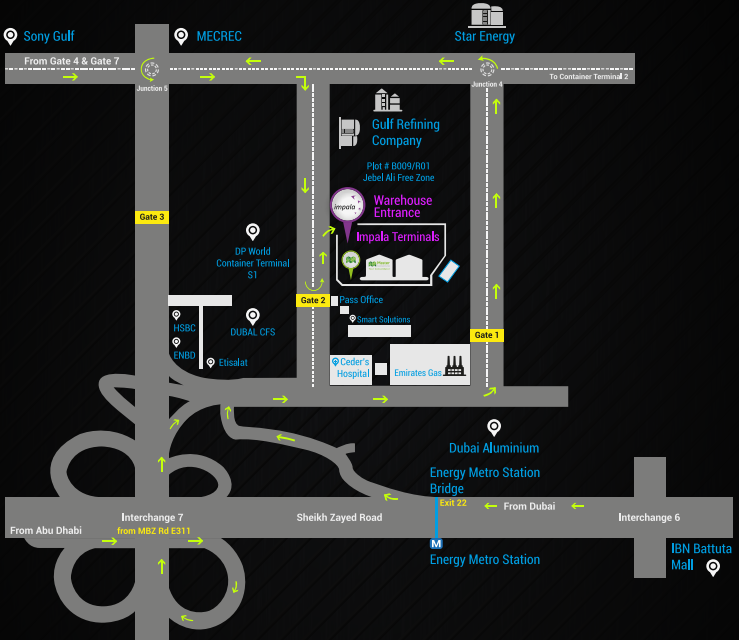 Sony Gulf
MECREC
Star Energy
From Gate 4 & Gate 7
To Container Terminal 2
Junction 5
Junction 4
Gulf Refining
Company
Plot # B009/R01
Jebel Ali Free Zone
impala
Warehouse
Entrance
Impala Terminals
Gate 3
DP World
Container Terminal
S1
Gate 2
Pass Office
Smart Solutions
HSBC
DUBAL CFS
ENBD
Etisalat
Gate 1
Ceder's
Hospital
Emirates Gas
Dubai Aluminium
Energy Metro Station
Bridge
Exit 22
From Dubai
Interchange 7
Sheikh Zayed Road
Interchange 6
From Abu Dhabi
from MBZ Rd E311
M
Energy Metro Station
IBN Battuta
Mall